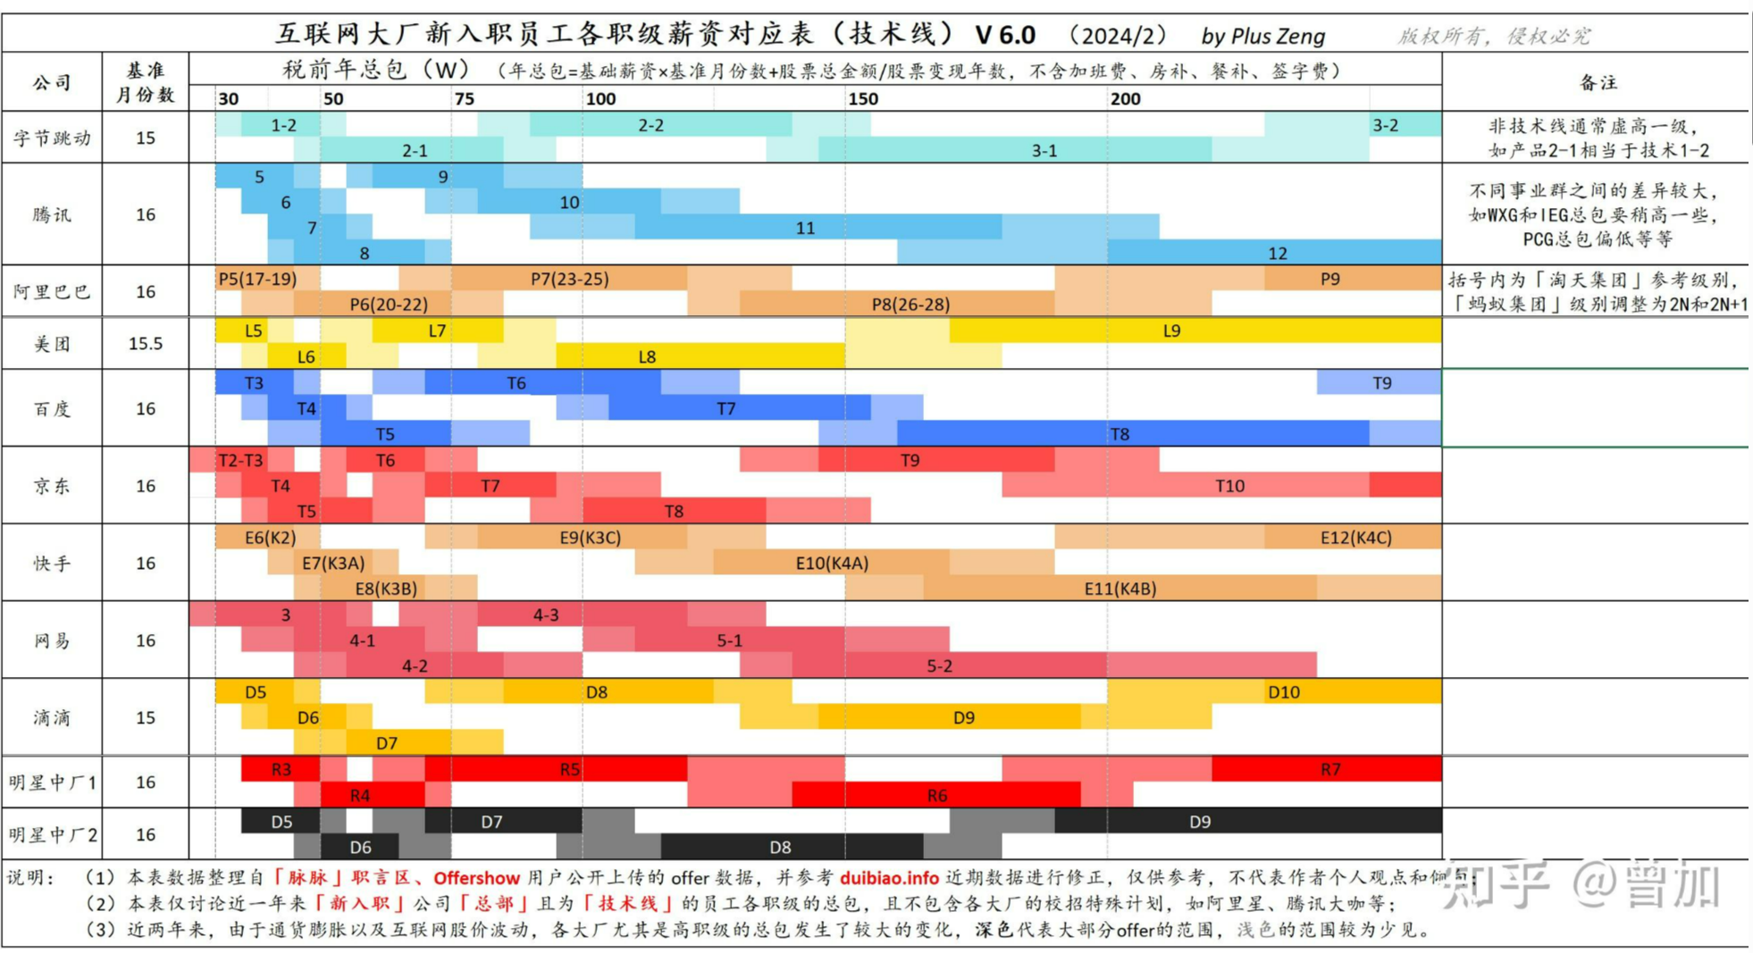 互联网大厂新入职员工各职级薪资对应表（技术线）V 6.0 （2024/2） by Plus Zeng 版权所有，侵权必究
公司 基准月份数 税前年总包（W）（年总包=基础薪资×基准月份数+股票总金额/股票变现年数，不含加班费、房补、餐补、签字费） 备注
30 50 75 100 150 200
字节跳动 15 1-2 2-2 3-2 非技术线通常虚高一级，
2-1 3-1 如产品2-1相当于技术1-2
腾讯 16 5 9 不同事业群之间的差异较大，
6 10 如WXG和IEG总包要稍高一些，
7 11 PCG总包偏低等等
8 12
阿里巴巴 16 P5(17-19) P7(23-25) P9 括号内为「淘天集团」参考级别，
P6(20-22) P8(26-28) 「蚂蚁集团」级别调整为2N和2N+1
美团 15.5 L5 L7 L9
L6 L8
百度 16 T3 T6 T9
T4 T7
T5 T8
京东 16 T2-T3 T6 T9
T4 T7 T10
T5 T8
快手 16 E6(K2) E9(K3C) E12(K4C)
E7(K3A) E10(K4A)
E8(K3B) E11(K4B)
网易 16 3 4-3
4-1 5-1
4-2 5-2
滴滴 15 D5 D8 D10
D6 D9
D7
明星中厂1 16 R3 R5 R7
R4 R6
明星中厂2 16 D5 D7 D9
D6 D8
说明：（1）本表数据整理自「脉脉」职言区、Offershow 用户公开上传的 offer 数据，并参考 duibiao.info 近期数据进行修正，仅供参考，不代表作者个人观点和
（2）本表仅讨论近一年来「新入职」公司「总部」且为「技术线」的员工各职级的总包，且不包含各大厂的校招特殊计划，如阿里星、腾讯大咖等；
（3）近两年来，由于通货膨胀以及互联网股价波动，各大厂尤其是高职级的总包发生了较大的变化，深色代表大部分offer的范围，浅色的范围较为少见。
知乎 @曾加